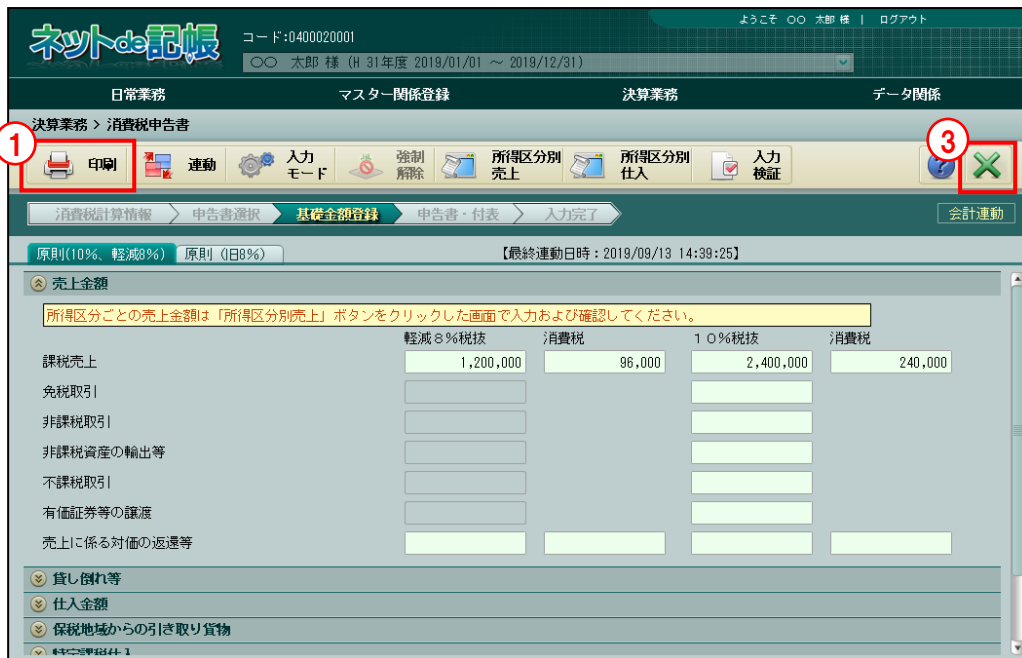 ようこそ ○○ 太郎 様 | ログアウト
ネットde記帳
コード:0400020001
○○ 太郎 様 (H 31年度 2019/01/01 ～ 2019/12/31)
日常業務 マスター関係登録 決算業務 データ関係
決算業務 > 消費税申告書
1 3
印刷 連動 入力モード 強制解除 所得区分別売上 所得区分別仕入 入力検証 ?
消費税計算情報 申告書選択 基礎金額登録 申告書・付表 入力完了 会計連動
原則(10%、軽減8%) 原則 (旧8%) 【最終連動日時：2019/09/13 14:39:25】
売上金額
所得区分ごとの売上金額は「所得区分別売上」ボタンをクリックした画面で入力および確認してください。
軽減８%税抜 消費税 １０%税抜 消費税
課税売上 1,200,000 96,000 2,400,000 240,000
免税取引
非課税取引
非課税資産の輸出等
不課税取引
有価証券等の譲渡
売上に係る対価の返還等
貸し倒れ等
仕入金額
保税地域からの引き取り貨物
特定課税仕入